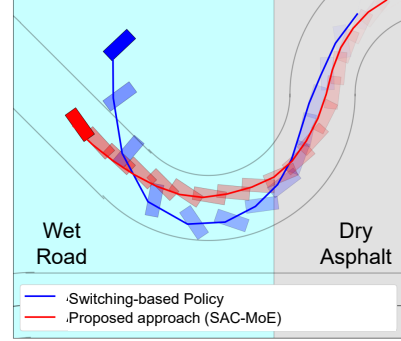 Wet
Road
Dry
Asphalt
Switching-based Policy
Proposed approach (SAC-MoE)